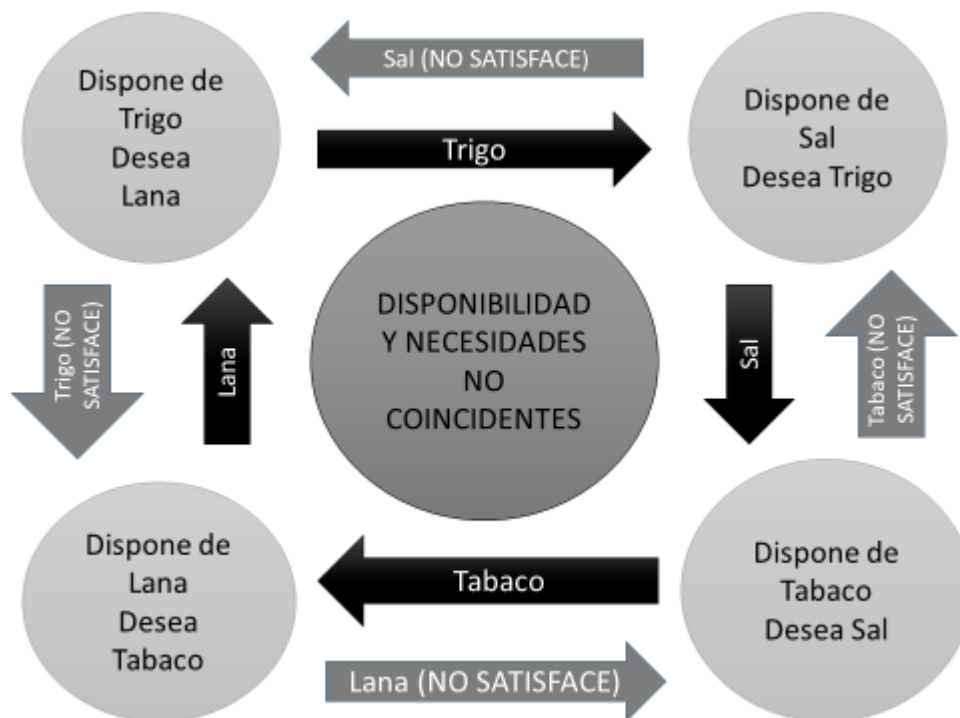 Sal (NO SATISFACE)
Dispone de
Trigo
Desea
Lana
Trigo
Dispone de
Sal
Desea Trigo
Trigo (NO
SATISFACE)
Lana
DISPONIBILIDAD
Y NECESIDADES
NO
COINCIDENTES
Sal
Tabaco (NO
SATISFACE)
Dispone de
Lana
Desea
Tabaco
Tabaco
Dispone de
Tabaco
Desea Sal
Lana (NO SATISFACE)